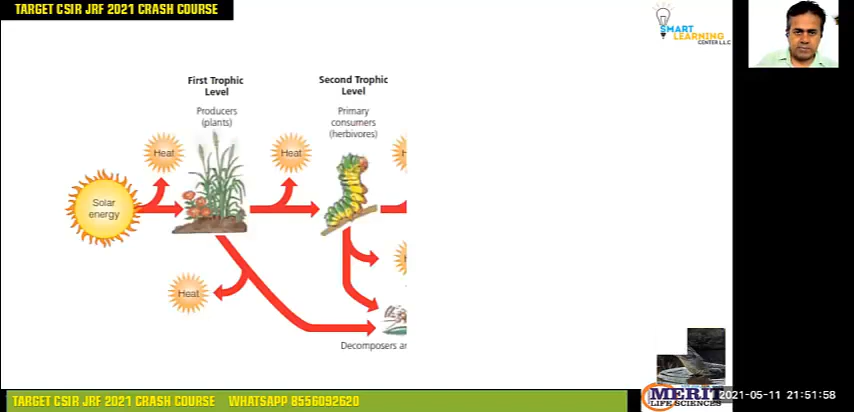 TARGET CSIR JRF 2021 CRASH COURSE
SMART
LEARNING
CENTER L.L.C
First Trophic
Level
Second Trophic
Level
Producers
(plants)
Primary
consumers
(herbivores)
Heat
Heat
H
Solar
energy
H
Heat
Decomposers ar
TARGET CSIR JRF 2021 CRASH COURSE WHATSAPP 8556092620
MERIT
LIFE SCIENCES
2021-05-11 21:51:58